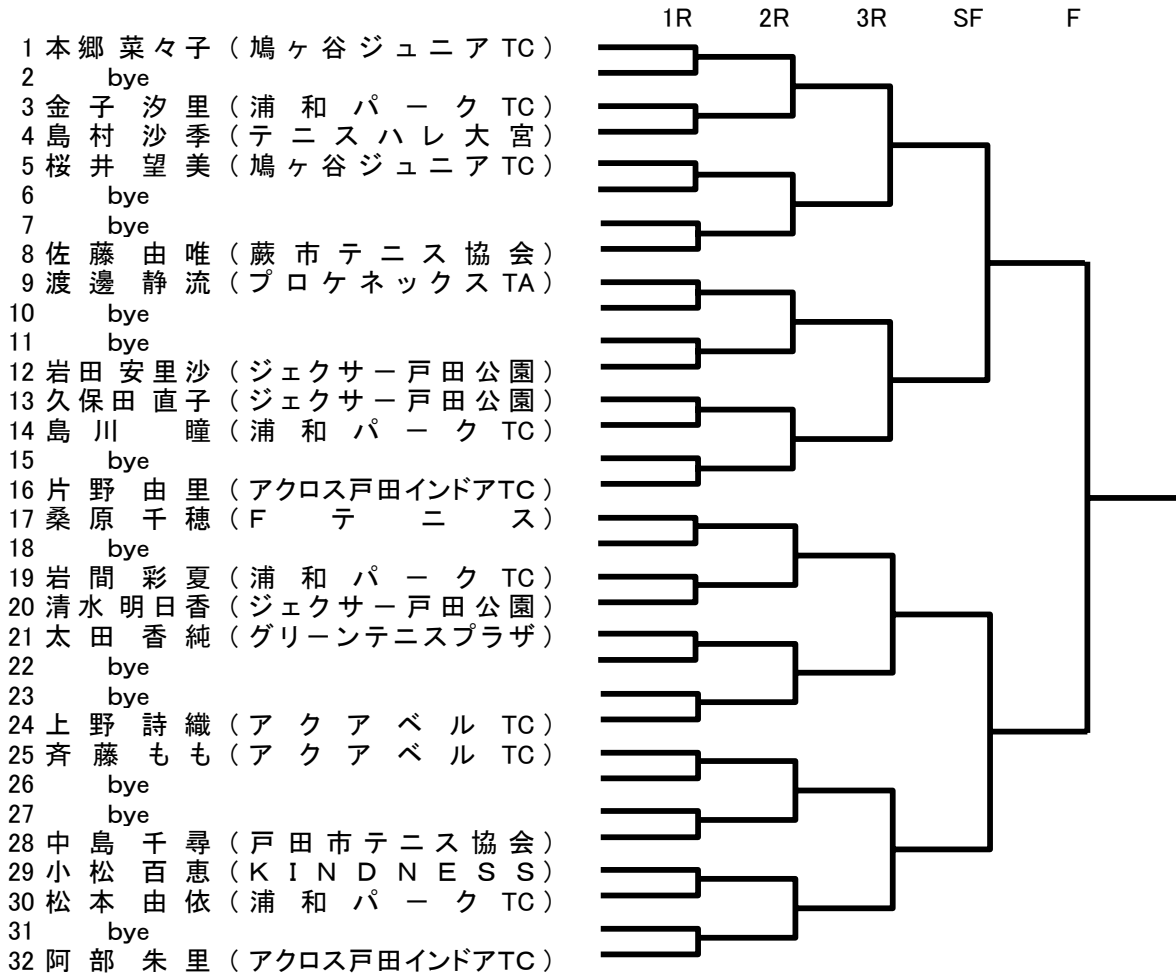 1R 2R 3R SF F
1 本郷 菜々子 (鳩ヶ谷ジュニアTC)
2 bye
3 金子汐里 (浦和パークTC)
4 島村沙季 (テニスハレ大宮)
5 桜井望美 (鳩ヶ谷ジュニアTC)
6 bye
7 bye
8 佐藤由唯 (蕨市テニス協会)
9 渡邊静流 (プロケネックスTA)
10 bye
11 bye
12 岩田 安里沙 (ジェクサー戸田公園)
13 久保田 直子 (ジェクサー戸田公園)
14 島川 瞳 (浦和パークTC)
15 bye
16 片野由里 (アクロス戸田インドアTC)
17 桑原千穂 (Fテニス)
18 bye
19 岩間彩夏 (浦和パークTC)
20 清水 明日香 (ジェクサー戸田公園)
21 太田香純 (グリーンテニスプラザ)
22 bye
23 bye
24 上野詩織 (アクアベルTC)
25 斉藤もも (アクアベルTC)
26 bye
27 bye
28 中島千尋 (戸田市テニス協会)
29 小松百恵 (KINDNESS)
30 松本由依 (浦和パークTC)
31 bye
32 阿部朱里 (アクロス戸田インドアTC)